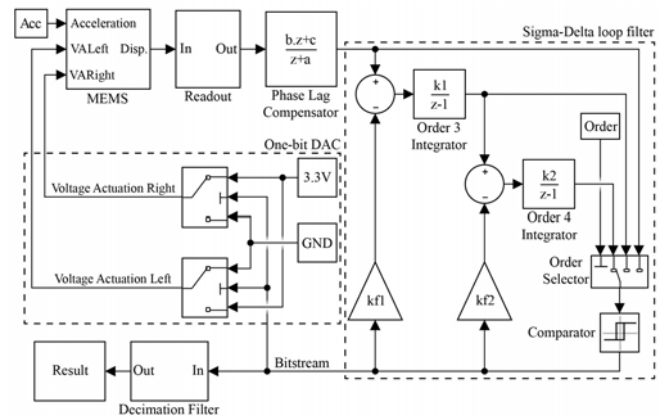 Acc
Acceleration
VALeft Disp.
VARight
MEMS
In Out
Readout
b.z+c
z+a
Phase Lag
Compensator
Sigma-Delta loop filter
+
−
k1
z-1
Order 3
Integrator
Order
+
−
k2
z-1
Order 4
Integrator
Order
Selector
Comparator
kf1
kf2
One-bit DAC
3.3V
Voltage Actuation Right
GND
Voltage Actuation Left
Bitstream
Result
Out In
Decimation Filter